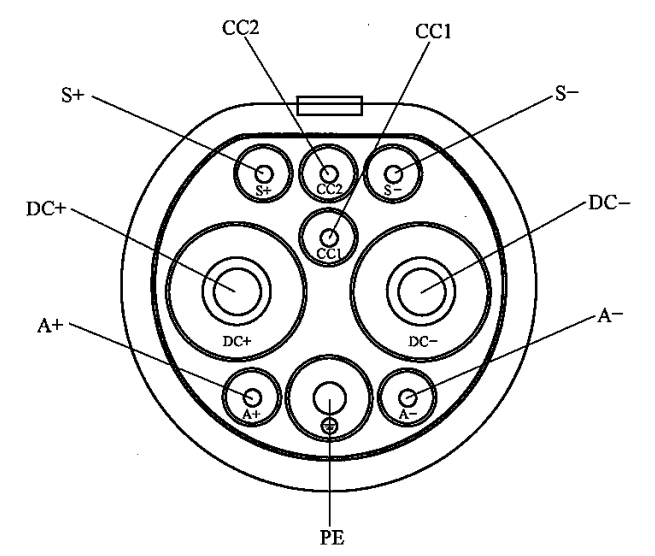 CC2 CC1
S+ S−
S+ CC2 S−
DC+ DC−
CC1
A+ A−
DC+ DC−
A+ A−
PE